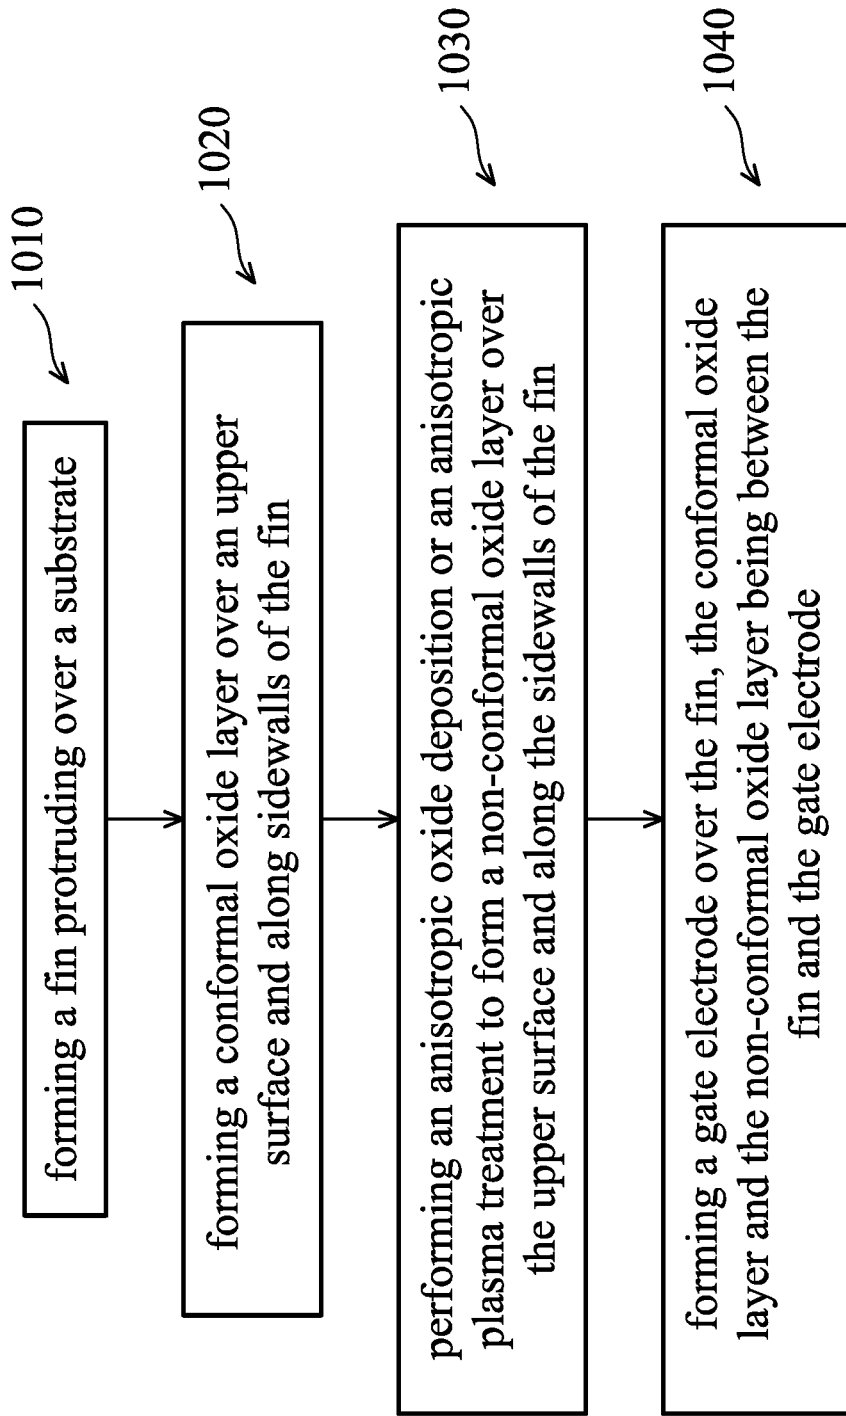 forming a fin protruding over a substrate
1010
forming a conformal oxide layer over an upper
surface and along sidewalls of the fin
1020
performing an anisotropic oxide deposition or an anisotropic
plasma treatment to form a non-conformal oxide layer over
the upper surface and along the sidewalls of the fin
1030
forming a gate electrode over the fin, the conformal oxide
layer and the non-conformal oxide layer being between the
fin and the gate electrode
1040